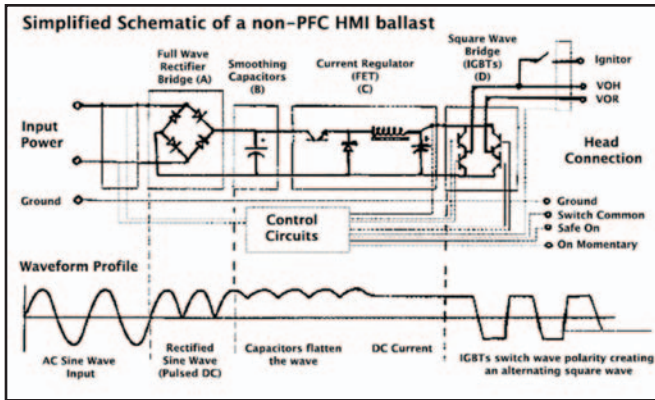 Simplified Schematic of a non-PFC HMI ballast
Full Wave
Rectifier
Bridge (A)
Smoothing
Capacitors
(B)
Current Regulator
(FET)
(C)
Square Wave
Bridge
(IGBTs)
(D)
Ignitor
VOH
VOR
Input
Power
Head
Connection
Ground
Control
Circuits
Ground
Switch Common
Safe On
On Momentary
Waveform Profile
AC Sine Wave
Input
Rectified
Sine Wave
(Pulsed DC)
Capacitors flatten
the wave
DC Current
IGBTs switch wave polarity creating
an alternating square wave